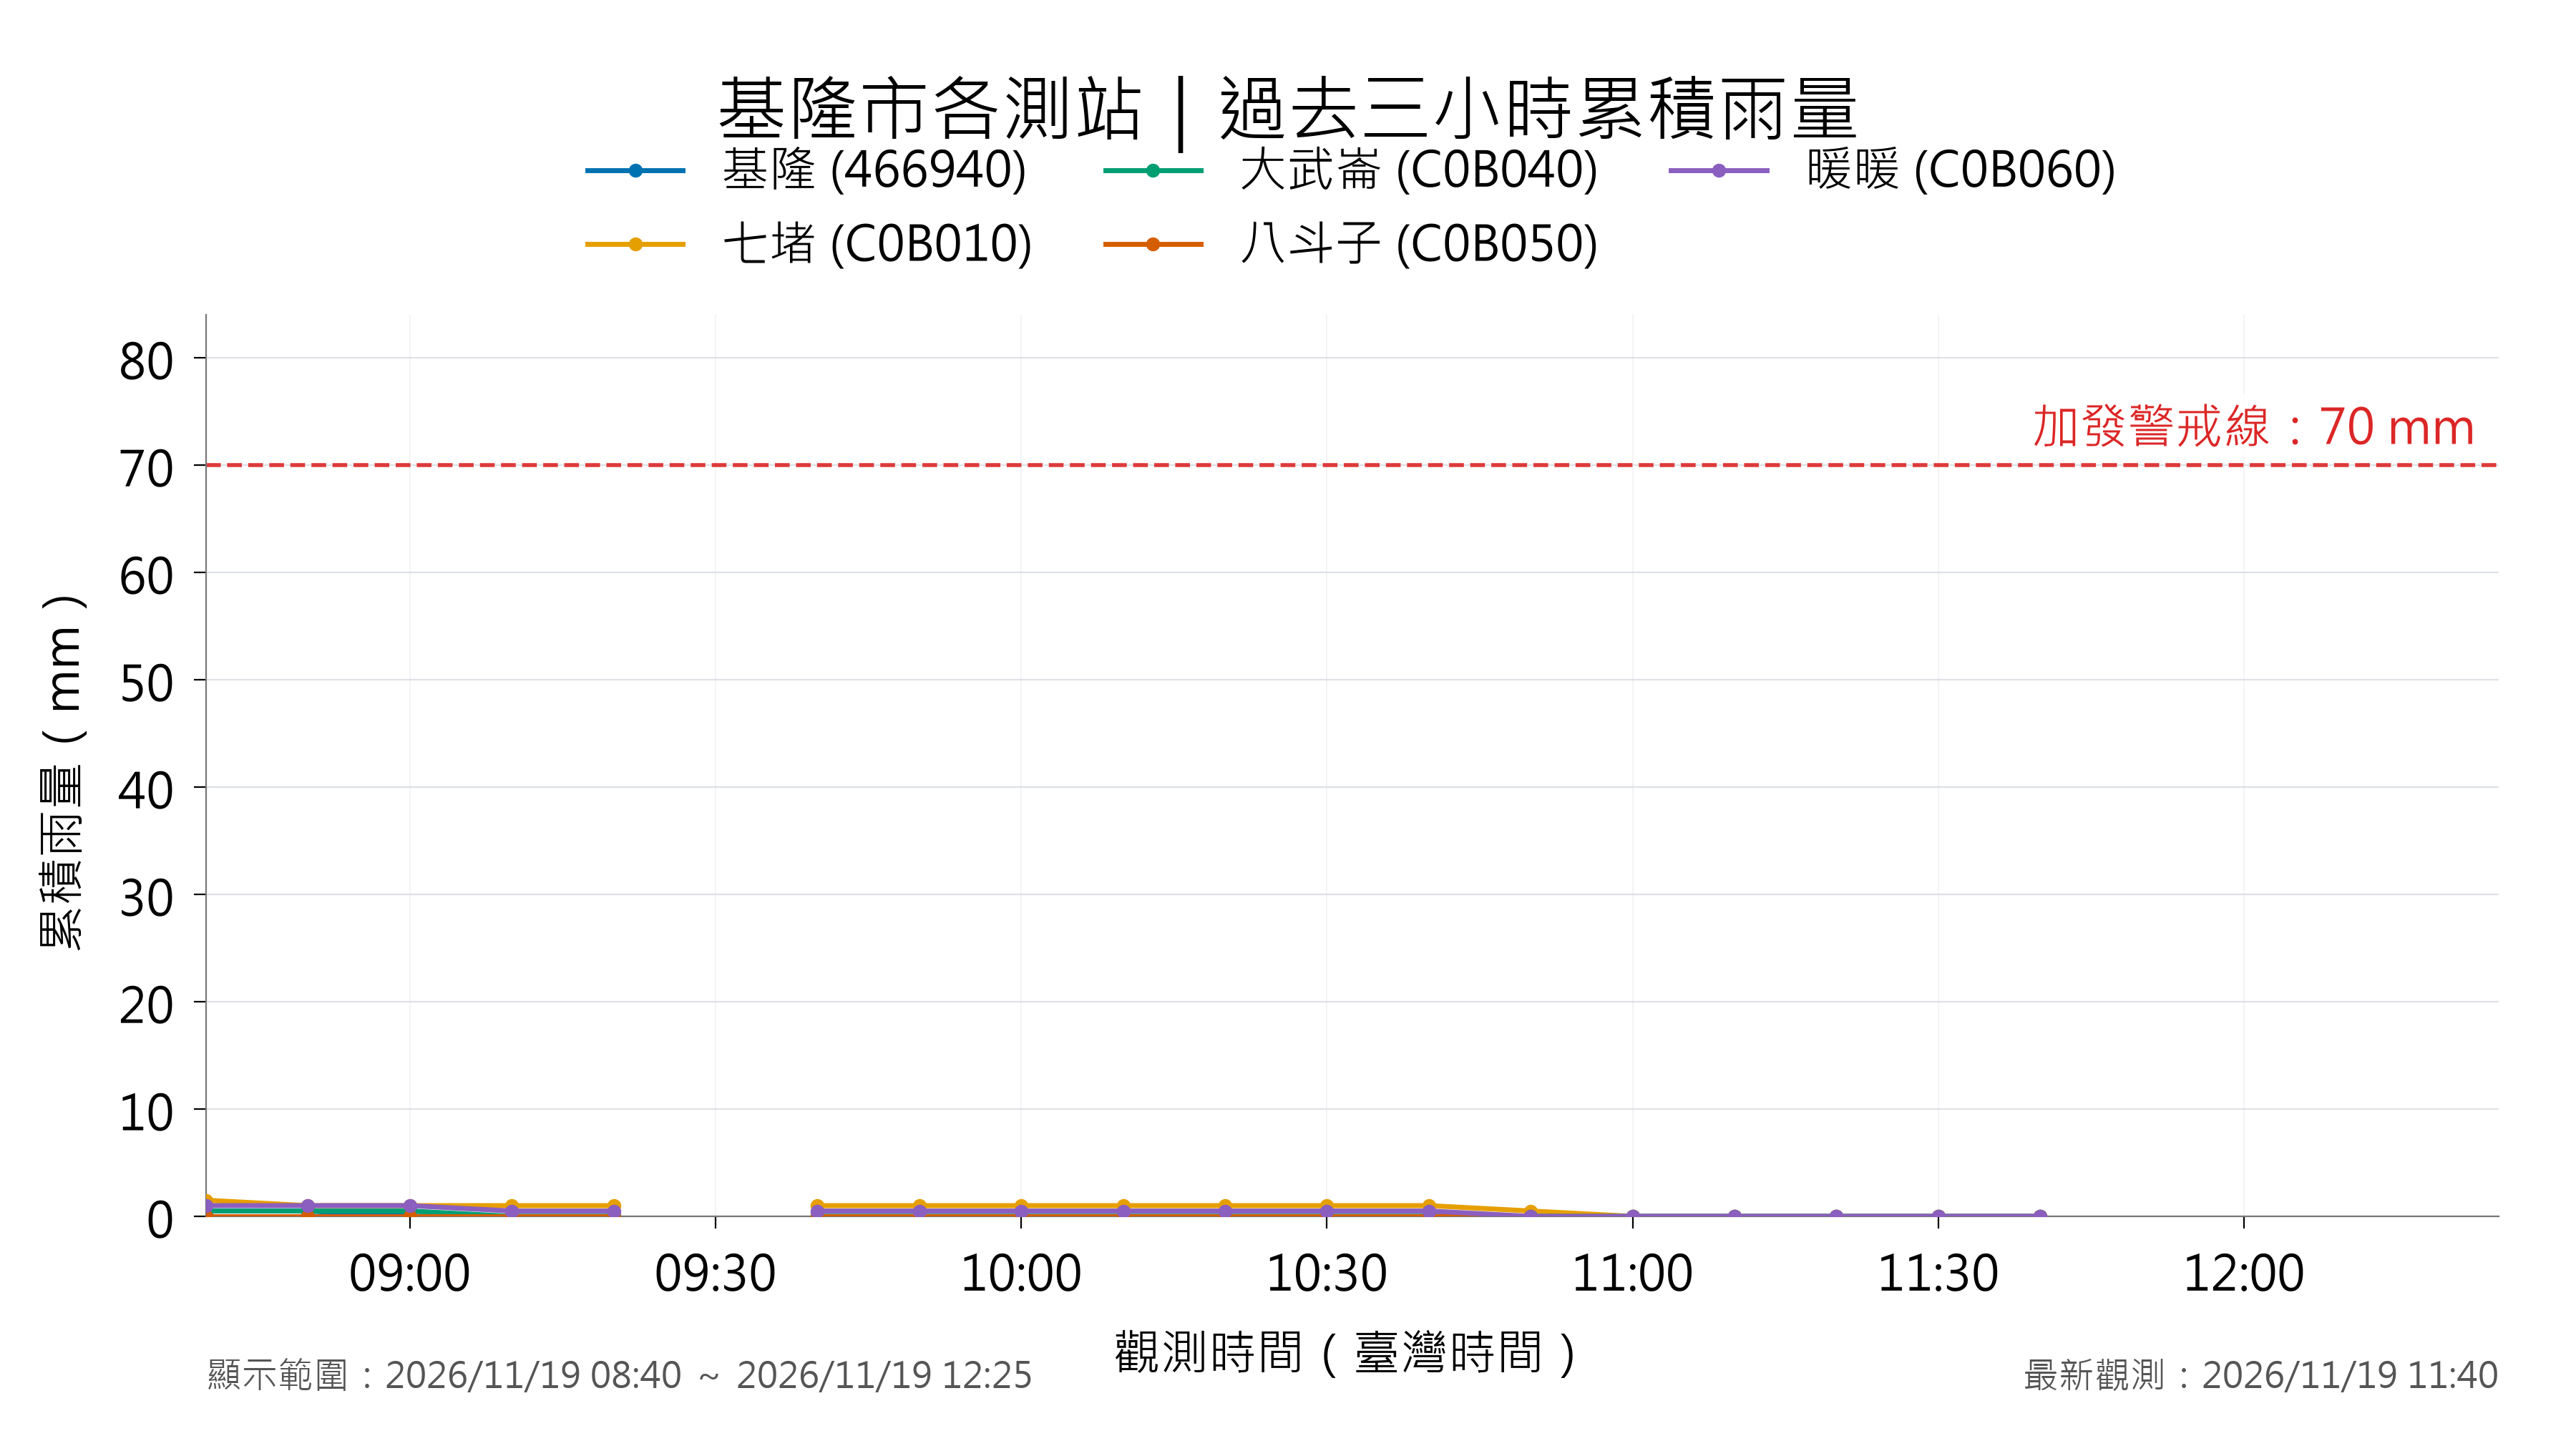 基隆市各測站｜過去三小時累積雨量
基隆 (466940)
大武崙 (C0B040)
暖暖 (C0B060)
七堵 (C0B010)
八斗子 (C0B050)
加發警戒線：70 mm
累積雨量（mm）
80
70
60
50
40
30
20
10
0
09:00
09:30
10:00
10:30
11:00
11:30
12:00
觀測時間（臺灣時間）
顯示範圍：2026/11/19 08:40 ~ 2026/11/19 12:25
最新觀測：2026/11/19 11:40